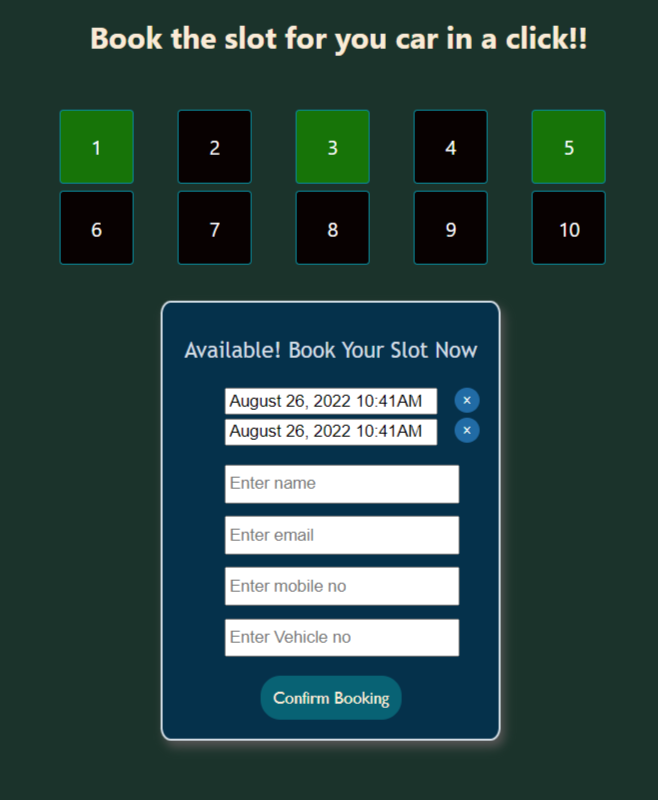 Book the slot for you car in a click!!
1 2 3 4 5
6 7 8 9 10
Available! Book Your Slot Now
August 26, 2022 10:41AM ×
August 26, 2022 10:41AM ×
Enter name
Enter email
Enter mobile no
Enter Vehicle no
Confirm Booking